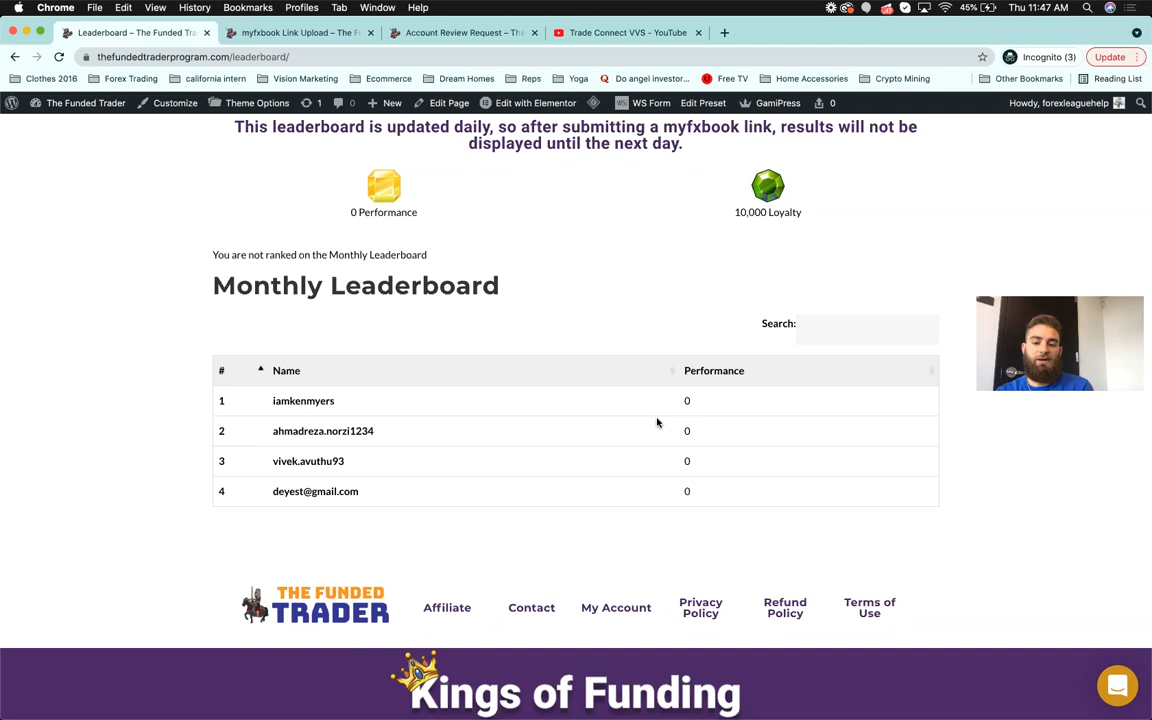 Chrome File Edit View History Bookmarks Profiles Tab Window Help 45% Thu 11:47 AM
Leaderboard – The Funded Tra × myfxbook Link Upload – The F × Account Review Request – The × Trade Connect VVS - YouTube × +
thefundedtraderprogram.com/leaderboard/ Incognito (3) Update
Clothes 2016 Forex Trading california intern Vision Marketing Ecommerce Dream Homes Reps Yoga Do angel investor... Free TV Home Accessories Crypto Mining Other Bookmarks Reading List
The Funded Trader Customize Theme Options 1 0 New Edit Page Edit with Elementor WS Form Edit Preset GamiPress 0 Howdy, forexleaguehelp
This leaderboard is updated daily, so after submitting a myfxbook link, results will not be
displayed until the next day.
0 Performance 10,000 Loyalty
You are not ranked on the Monthly Leaderboard
Monthly Leaderboard
Search:
# Name Performance
1 iamkenmyers 0
2 ahmadreza.norzi1234 0
3 vivek.avuthu93 0
4 deyest@gmail.com 0
THE FUNDED
TRADER
Affiliate Contact My Account Privacy Policy Refund Policy Terms of Use
Kings of Funding